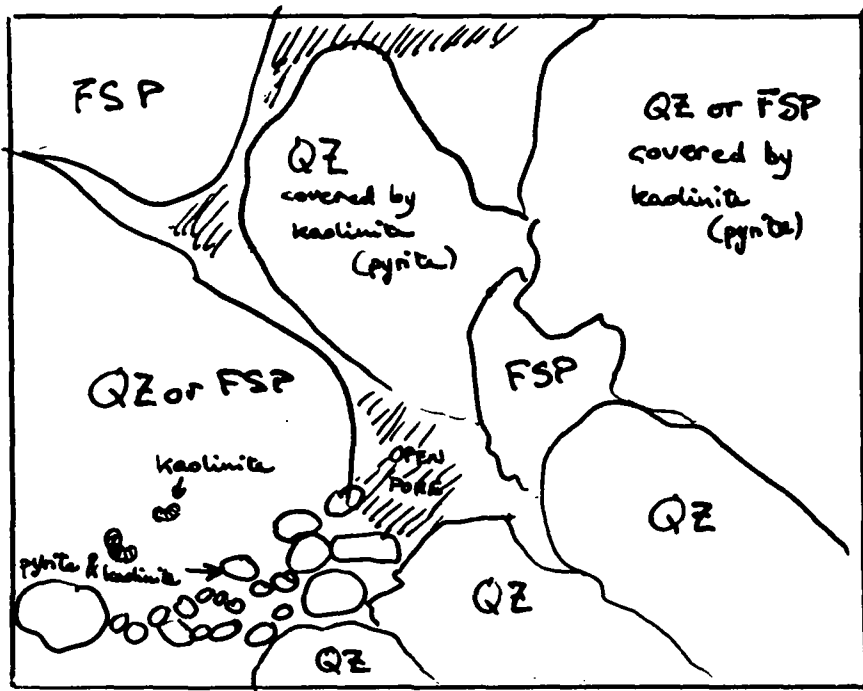 FSP
QZ
covered by
kaolinite
(pyrite)
QZ or FSP
covered by
kaolinite
(pyrite)
QZ or FSP
FSP
kaolinite
OPEN
PORE
QZ
pyrite & kaolinite
QZ
QZ